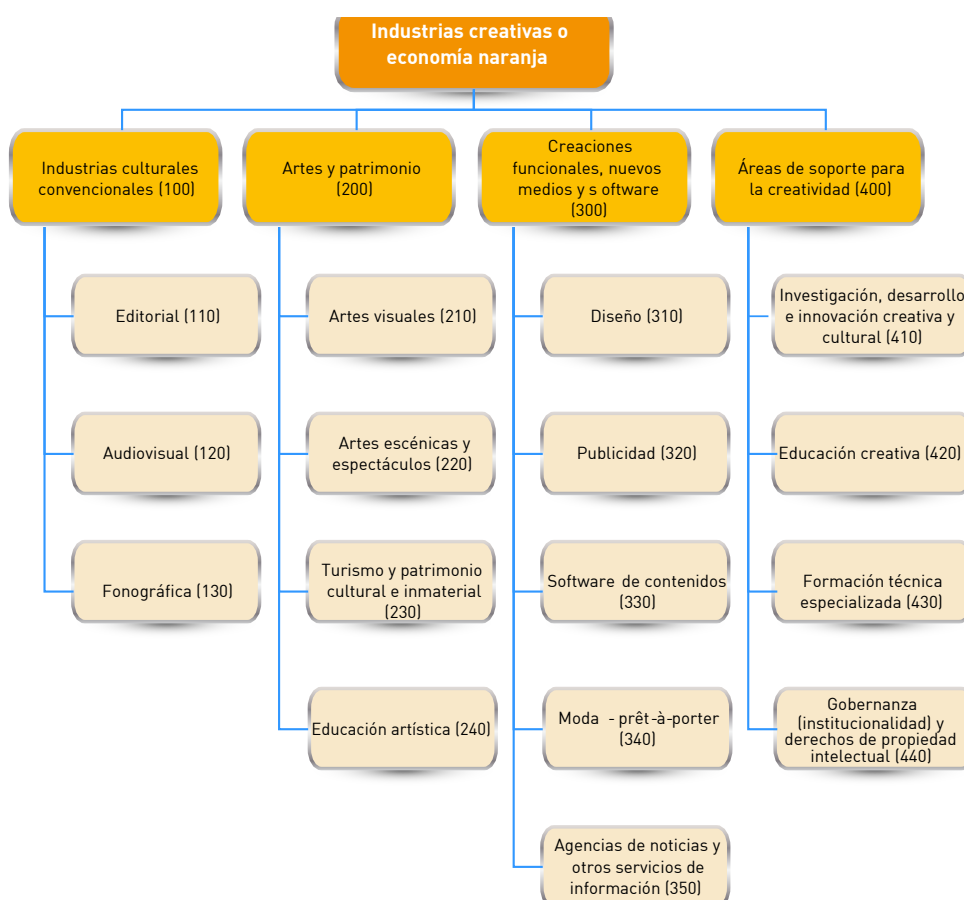 Industrias creativas o
economía naranja
Industrias culturales
convencionales (100)
Artes y patrimonio
(200)
Creaciones
funcionales, nuevos
medios y s oftware
(300)
Áreas de soporte para
la creatividad (400)
Editorial (110)
Audiovisual (120)
Fonográfica (130)
Artes visuales (210)
Artes escénicas y
espectáculos (220)
Turismo y patrimonio
cultural e inmaterial
(230)
Educación artística (240)
Diseño (310)
Publicidad (320)
Software de contenidos
(330)
Moda - prêt-à-porter
(340)
Agencias de noticias y
otros servicios de
información (350)
Investigación, desarrollo
e innovación creativa y
cultural (410)
Educación creativa (420)
Formación técnica
especializada (430)
Gobernanza
(institucionalidad) y
derechos de propiedad
intelectual (440)